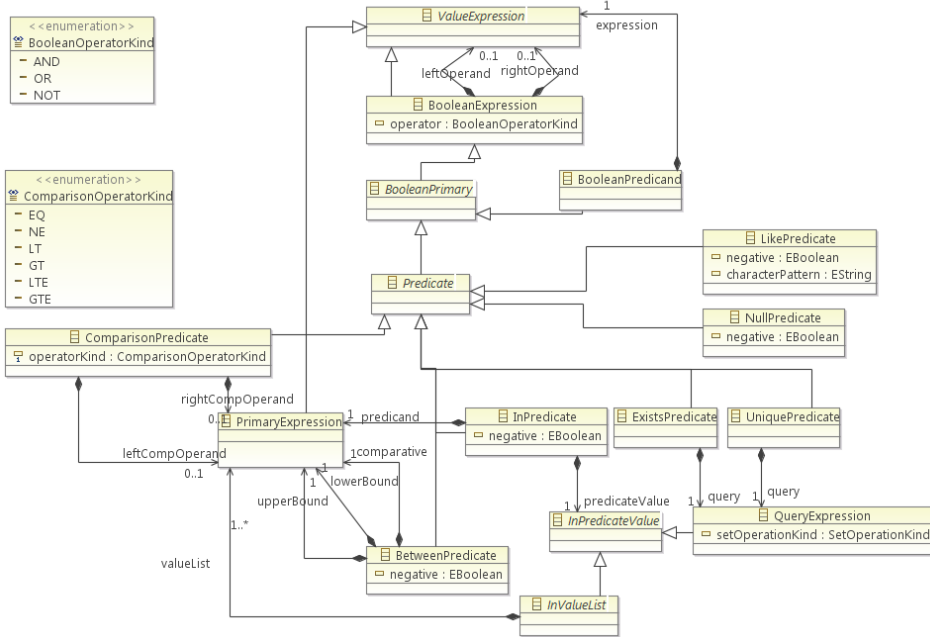 <<enumeration>>
BooleanOperatorKind
AND
OR
NOT
ValueExpression
1
expression
0..1
0..1
leftOperand
rightOperand
BooleanExpression
operator : BooleanOperatorKind
<<enumeration>>
ComparisonOperatorKind
EQ
NE
LT
GT
LTE
GTE
BooleanPrimary
BooleanPredicand
LikePredicate
negative : EBoolean
characterPattern : EString
Predicate
NullPredicate
negative : EBoolean
ComparisonPredicate
1
operatorKind : ComparisonOperatorKind
rightCompOperand
PrimaryExpression
1
predicand
InPredicate
negative : EBoolean
ExistsPredicate
UniquePredicate
leftCompOperand
0..1
1
comparative
1
lowerBound
1
upperBound
1..*
valueList
1
predicateValue
InPredicateValue
1
query
1
query
QueryExpression
setOperationKind : SetOperationKind
BetweenPredicate
negative : EBoolean
InValueList